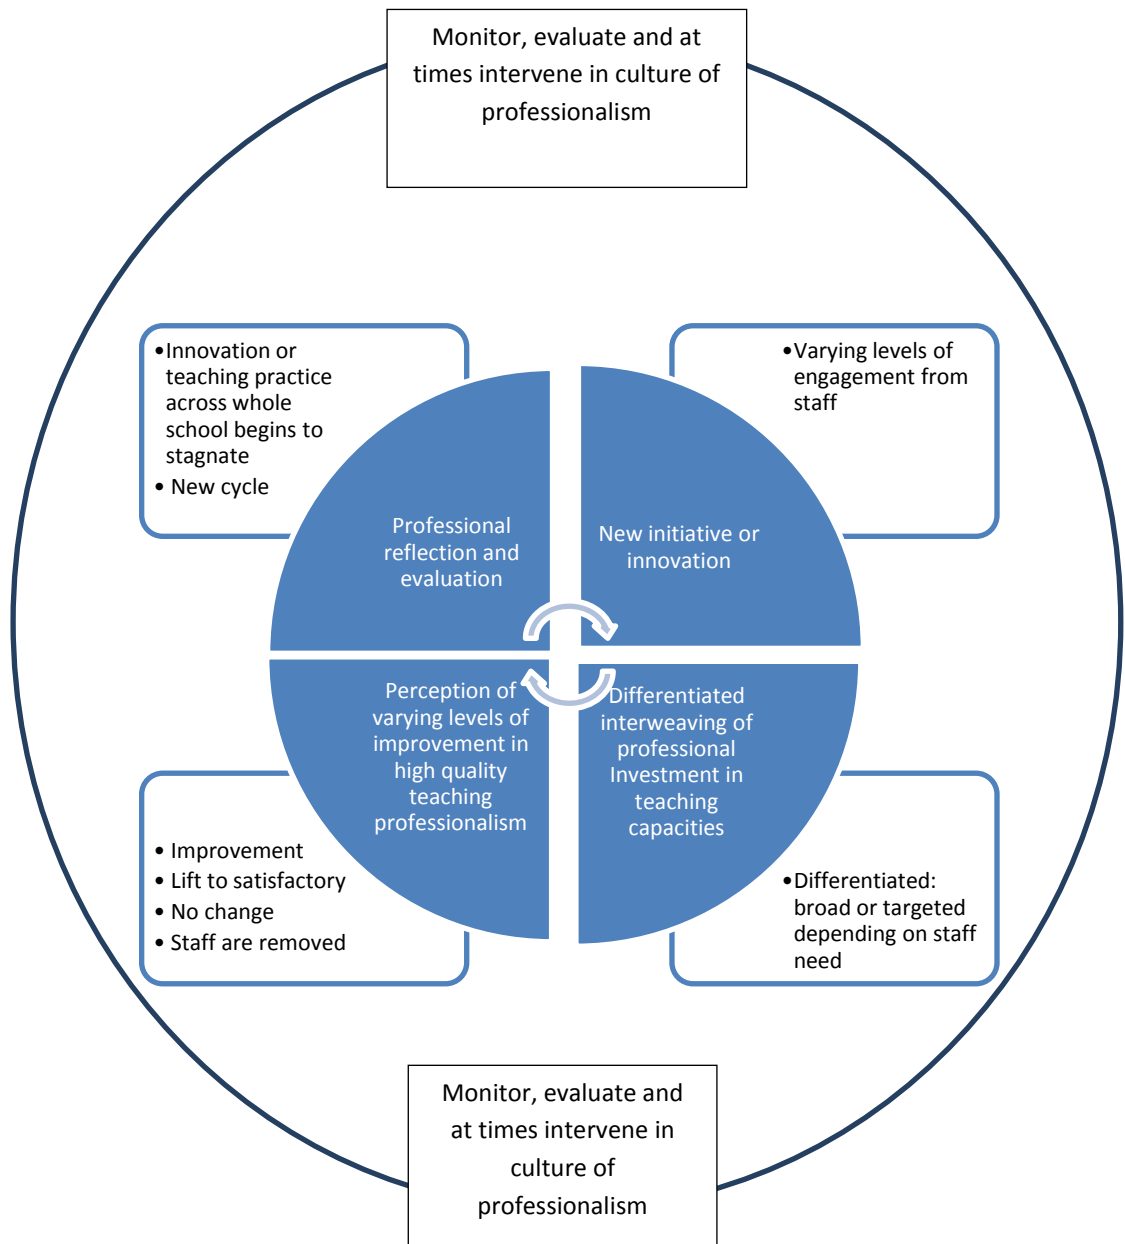 Monitor, evaluate and at
times intervene in culture of
professionalism
•Innovation or
teaching practice
across whole
school begins to
stagnate
• New cycle
•Varying levels of
engagement from
staff
Professional
reflection and
evaluation
New initiative or
innovation
Perception of
varying levels of
improvement in
high quality
teaching
professionalism
Differentiated
interweaving of
professional
Investment in
teaching
capacities
• Improvement
• Lift to satisfactory
• No change
• Staff are removed
•Differentiated:
broad or targeted
depending on staff
need
Monitor, evaluate and
at times intervene in
culture of
professionalism